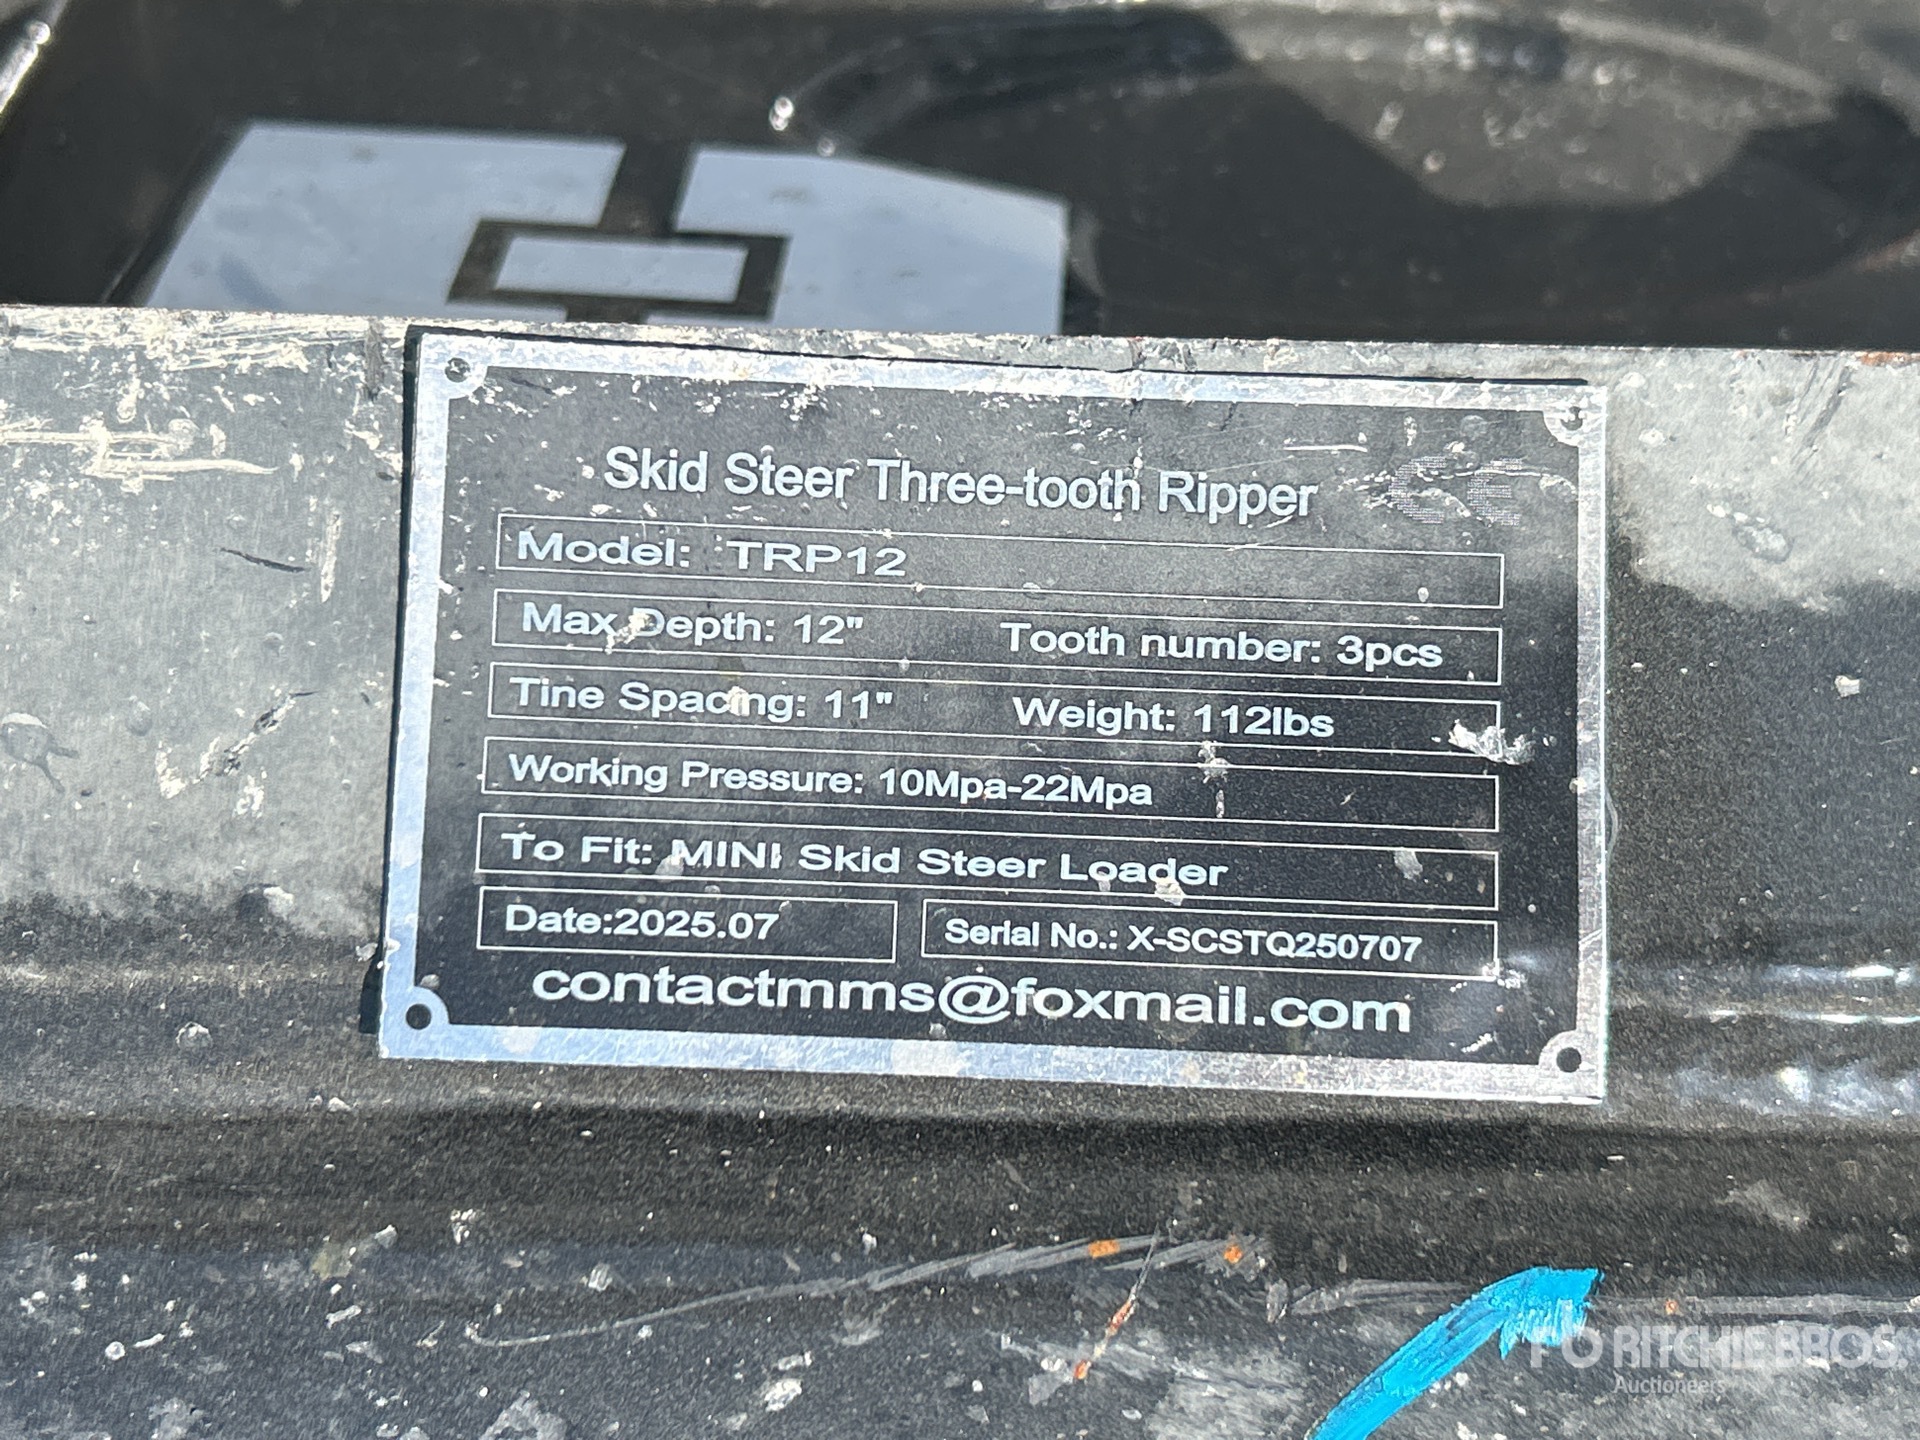 Skid Steer Three-tooth Ripper CE
Model: TRP12
Max Depth: 12" Tooth number: 3pcs
Tine Spacing: 11" Weight: 112lbs
Working Pressure: 10Mpa-22Mpa
To Fit: MINI Skid Steer Loader
Date:2025.07 Serial No.: X-SCSTQ250707
contactmms@foxmail.com
RITCHIE BROS.
Auctioneers